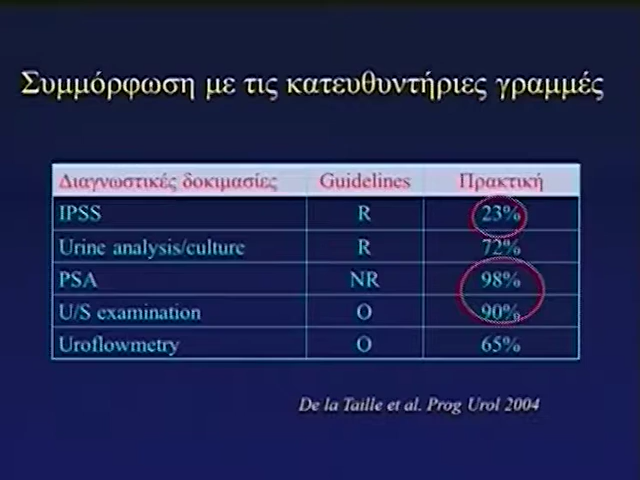 Συμμόρφωση με τις κατευθυντήριες γραμμές
Διαγνωστικές δοκιμασίες Guidelines Πρακτική
IPSS R 23%
Urine analysis/culture R 72%
PSA NR 98%
U/S examination O 90%
Uroflowmetry O 65%
De la Taille et al. Prog Urol 2004